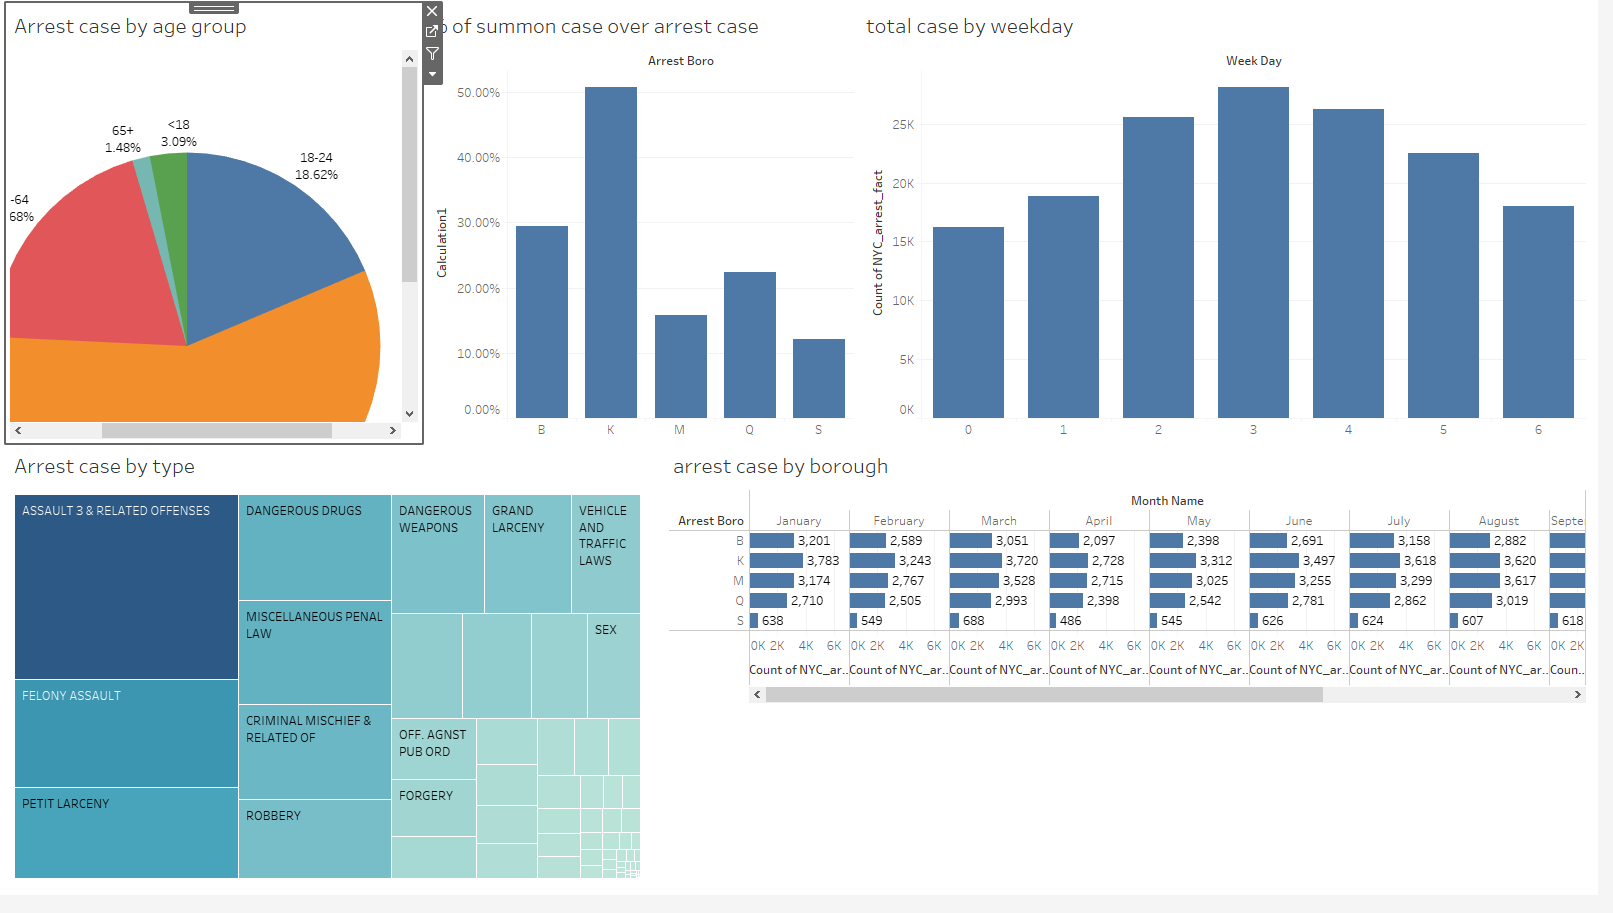 Arrest case by age group
65+
1.48%
<18
3.09%
18-24
18.62%
-64
68%
% of summon case over arrest case
Arrest Boro
Calculation1
50.00%
40.00%
30.00%
20.00%
10.00%
0.00%
B K M Q S
total case by weekday
Week Day
Count of NYC_arrest_fact
25K
20K
15K
10K
5K
0K
0 1 2 3 4 5 6
Arrest case by type
ASSAULT 3 & RELATED OFFENSES
FELONY ASSAULT
PETIT LARCENY
DANGEROUS DRUGS
MISCELLANEOUS PENAL
LAW
CRIMINAL MISCHIEF &
RELATED OF
ROBBERY
DANGEROUS
WEAPONS
GRAND
LARCENY
VEHICLE
AND
TRAFFIC
LAWS
SEX
OFF. AGNST
PUB ORD
FORGERY
arrest case by borough
Month Name
Arrest Boro January February March April May June July August Septe
B 3,201 2,589 3,051 2,097 2,398 2,691 3,158 2,882
K 3,783 3,243 3,720 2,728 3,312 3,497 3,618 3,620
M 3,174 2,767 3,528 2,715 3,025 3,255 3,299 3,617
Q 2,710 2,505 2,993 2,398 2,542 2,781 2,862 3,019
S 638 549 688 486 545 626 624 607 618
0K 2K 4K 6K 0K 2K 4K 6K 0K 2K 4K 6K 0K 2K 4K 6K 0K 2K 4K 6K 0K 2K 4K 6K 0K 2K 4K 6K 0K 2K 4K 6K 0K 2K
Count of NYC_ar.. Count of NYC_ar.. Count of NYC_ar.. Count of NYC_ar.. Count of NYC_ar.. Count of NYC_ar.. Count of NYC_ar.. Count of NYC_ar.. Coun..